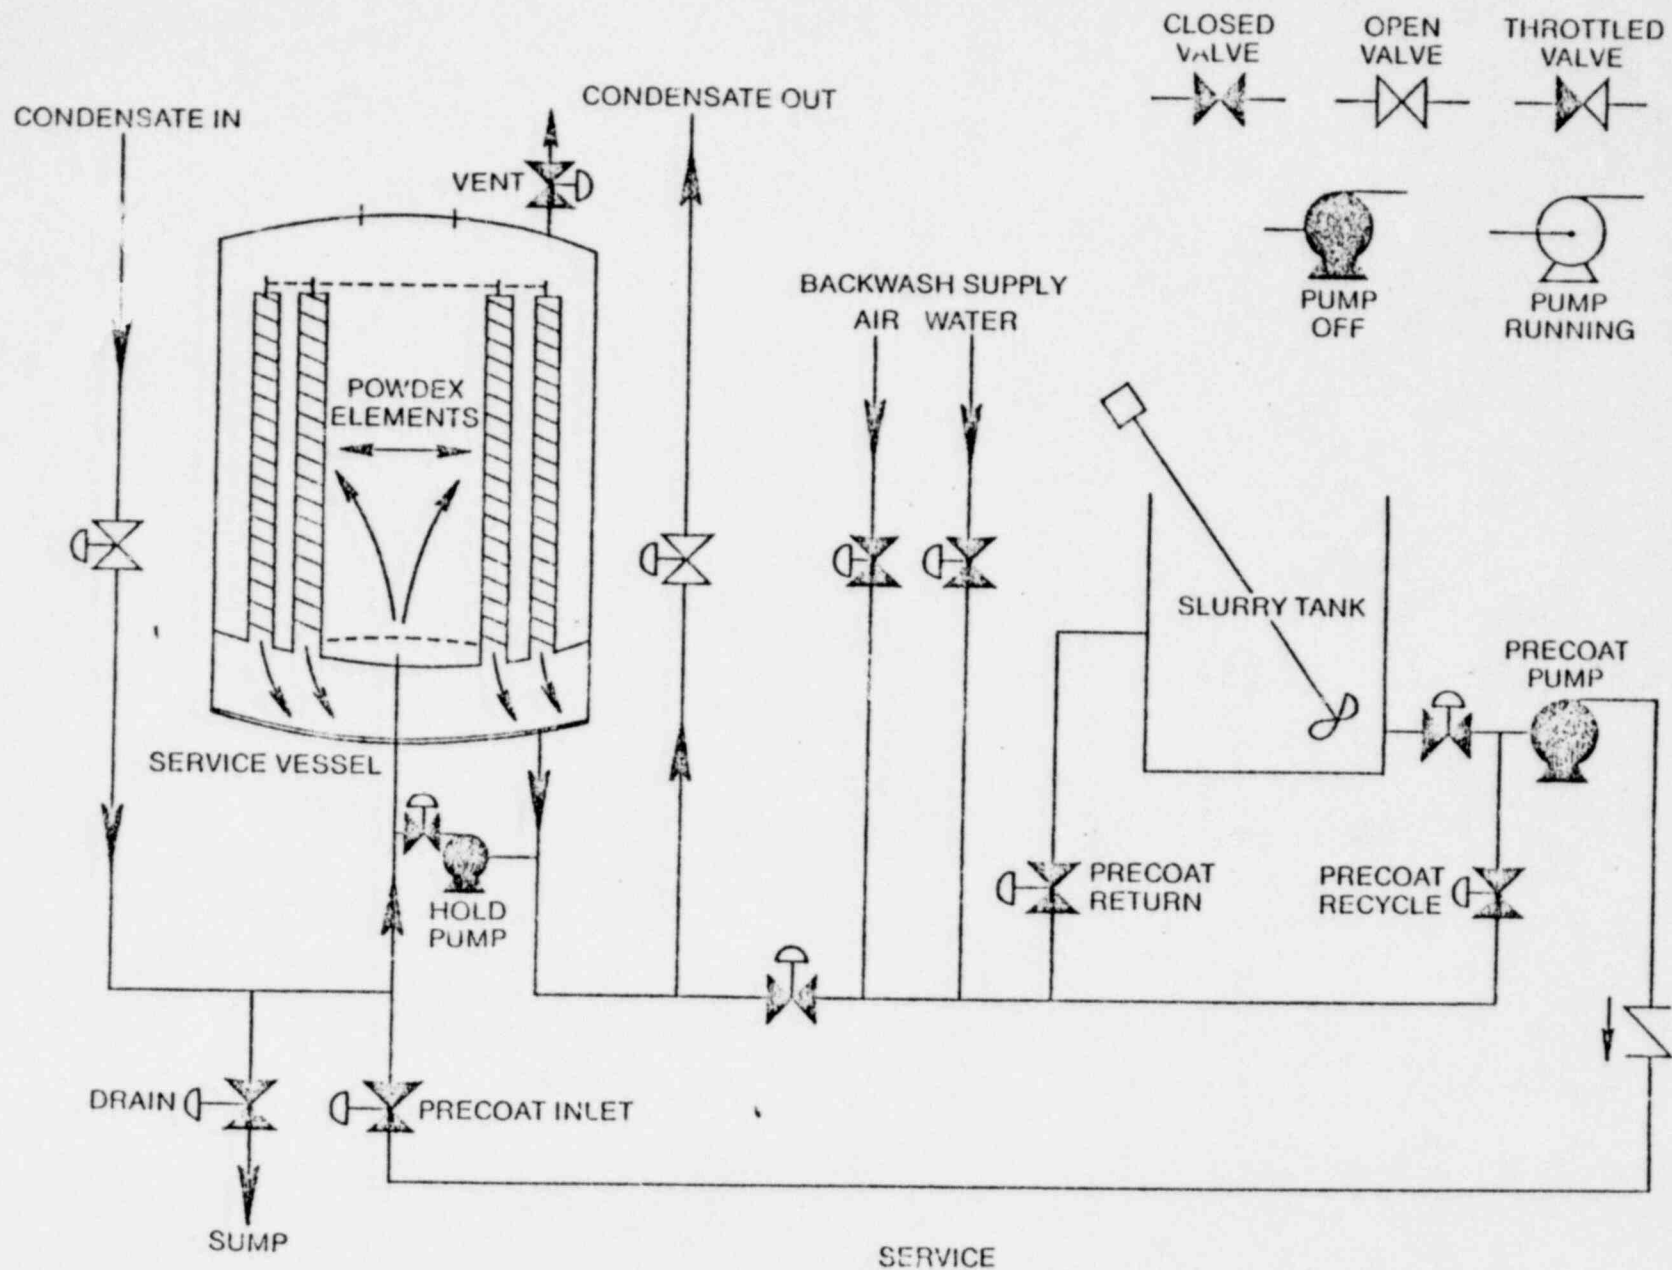 CLOSED
VALVE
OPEN
VALVE
THROTTLED
VALVE
CONDENSATE IN
CONDENSATE OUT
VENT
PUMP
OFF
PUMP
RUNNING
BACKWASH SUPPLY
AIR WATER
POWDEX
ELEMENTS
SLURRY TANK
PRECOAT
PUMP
SERVICE VESSEL
HOLD
PUMP
PRECOAT
RETURN
PRECOAT
RECYCLE
DRAIN
PRECOAT INLET
SUMP
SERVICE